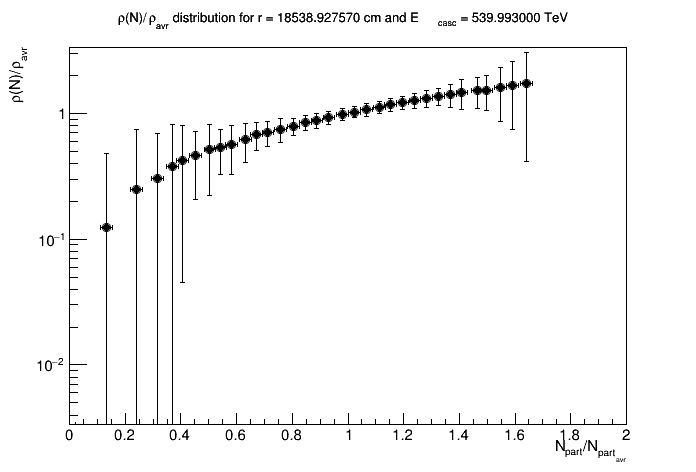 ρ(N)/ρavr distribution for r = 18538.927570 cm and E casc = 539.993000 TeV
ρ(N)/ρavr
1
10−1
10−2
0 0.2 0.4 0.6 0.8 1 1.2 1.4 1.6 1.8 2
Npart/Npartavr